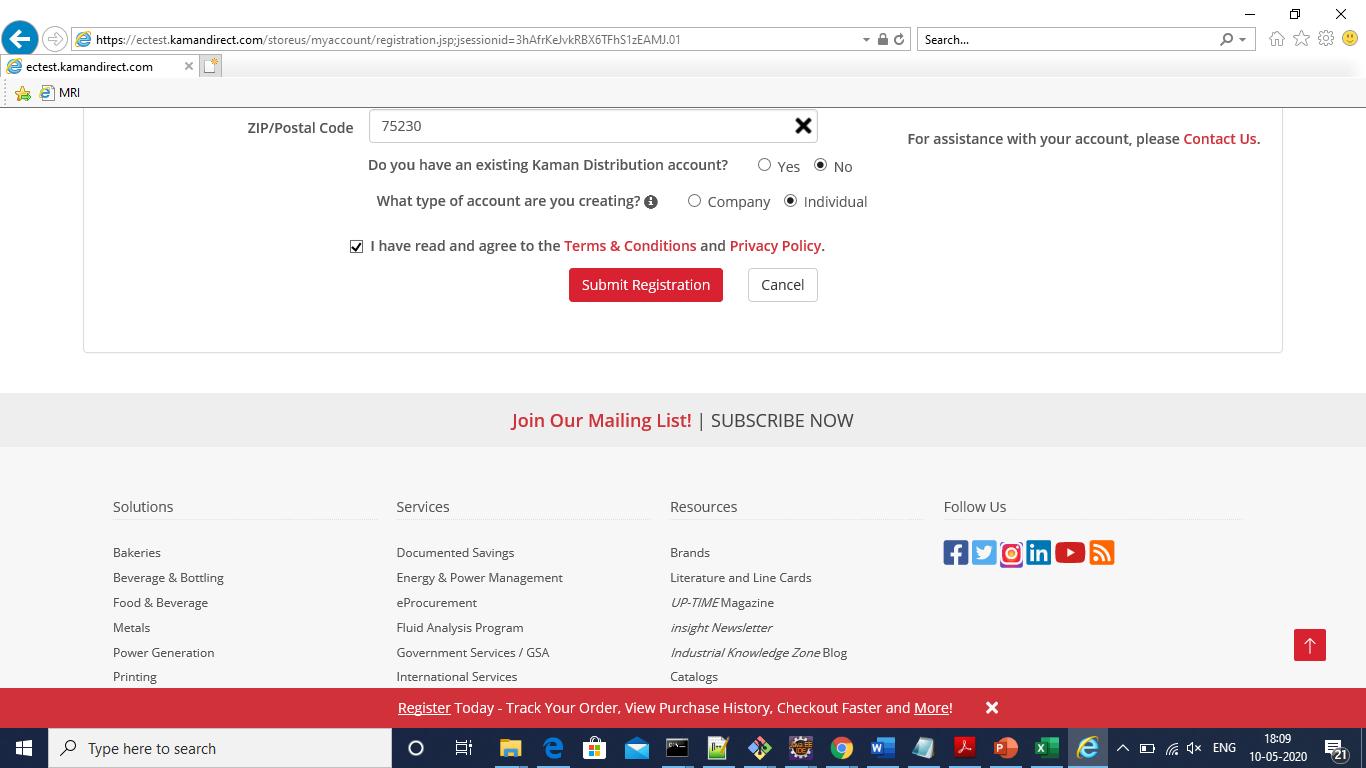 https://ectest.kamandirect.com/storeus/myaccount/registration.jsp;jsessionid=3hAfrKeJvkRBX6TFhS1zEAMJ.01
Search...
ectest.kamandirect.com
MRI
ZIP/Postal Code
75230
For assistance with your account, please Contact Us.
Do you have an existing Kaman Distribution account? Yes No
What type of account are you creating? Company Individual
I have read and agree to the Terms & Conditions and Privacy Policy.
Submit Registration
Cancel
Join Our Mailing List! | SUBSCRIBE NOW
Solutions
Bakeries
Beverage & Bottling
Food & Beverage
Metals
Power Generation
Printing
Services
Documented Savings
Energy & Power Management
eProcurement
Fluid Analysis Program
Government Services / GSA
International Services
Resources
Brands
Literature and Line Cards
UP-TIME Magazine
insight Newsletter
Industrial Knowledge Zone Blog
Catalogs
Follow Us
Register Today - Track Your Order, View Purchase History, Checkout Faster and More!
Type here to search
ENG
18:09
10-05-2020
21